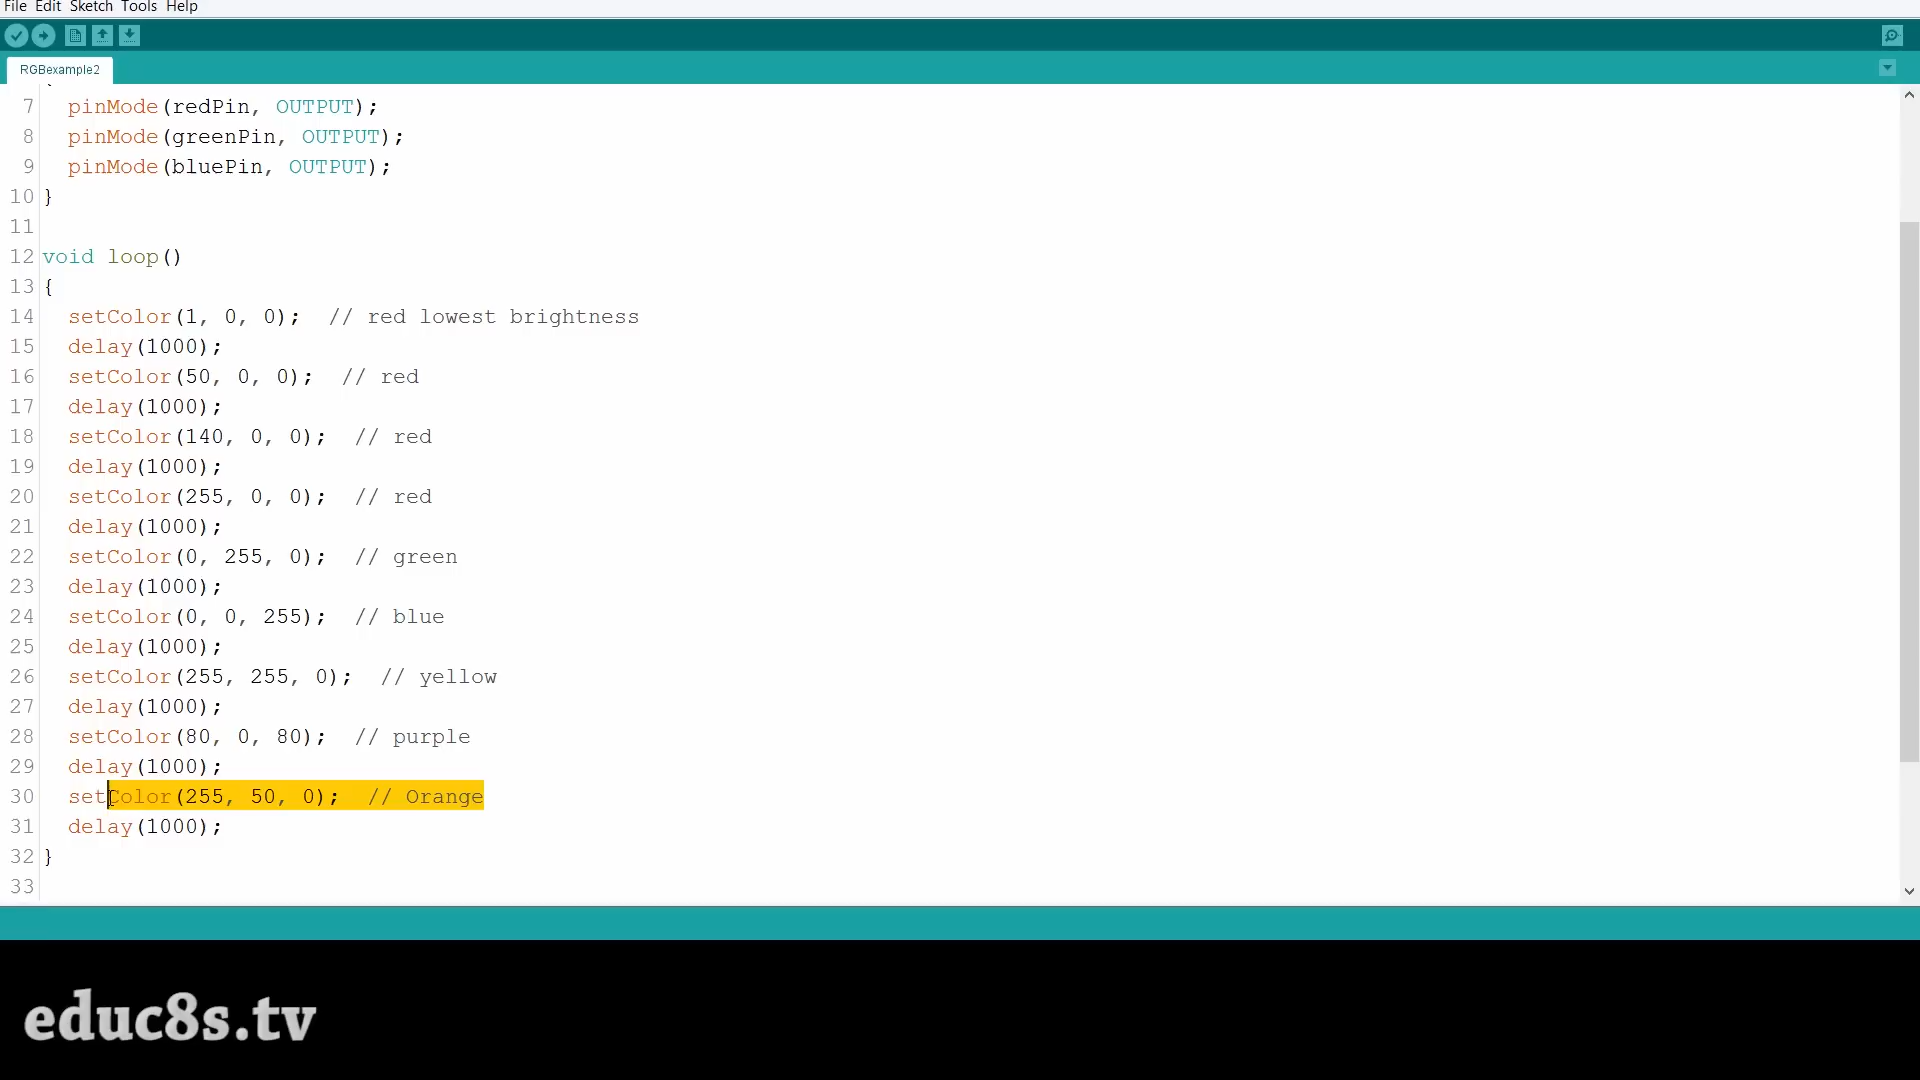 File Edit Sketch Tools Help
RGBexample2
7 pinMode(redPin, OUTPUT);
8 pinMode(greenPin, OUTPUT);
9 pinMode(bluePin, OUTPUT);
10 }
11
12 void loop()
13 {
14 setColor(1, 0, 0);  // red lowest brightness
15 delay(1000);
16 setColor(50, 0, 0);  // red
17 delay(1000);
18 setColor(140, 0, 0);  // red
19 delay(1000);
20 setColor(255, 0, 0);  // red
21 delay(1000);
22 setColor(0, 255, 0);  // green
23 delay(1000);
24 setColor(0, 0, 255);  // blue
25 delay(1000);
26 setColor(255, 255, 0);  // yellow
27 delay(1000);
28 setColor(80, 0, 80);  // purple
29 delay(1000);
30 setColor(255, 50, 0);  // Orange
31 delay(1000);
32 }
33
educ8s.tv